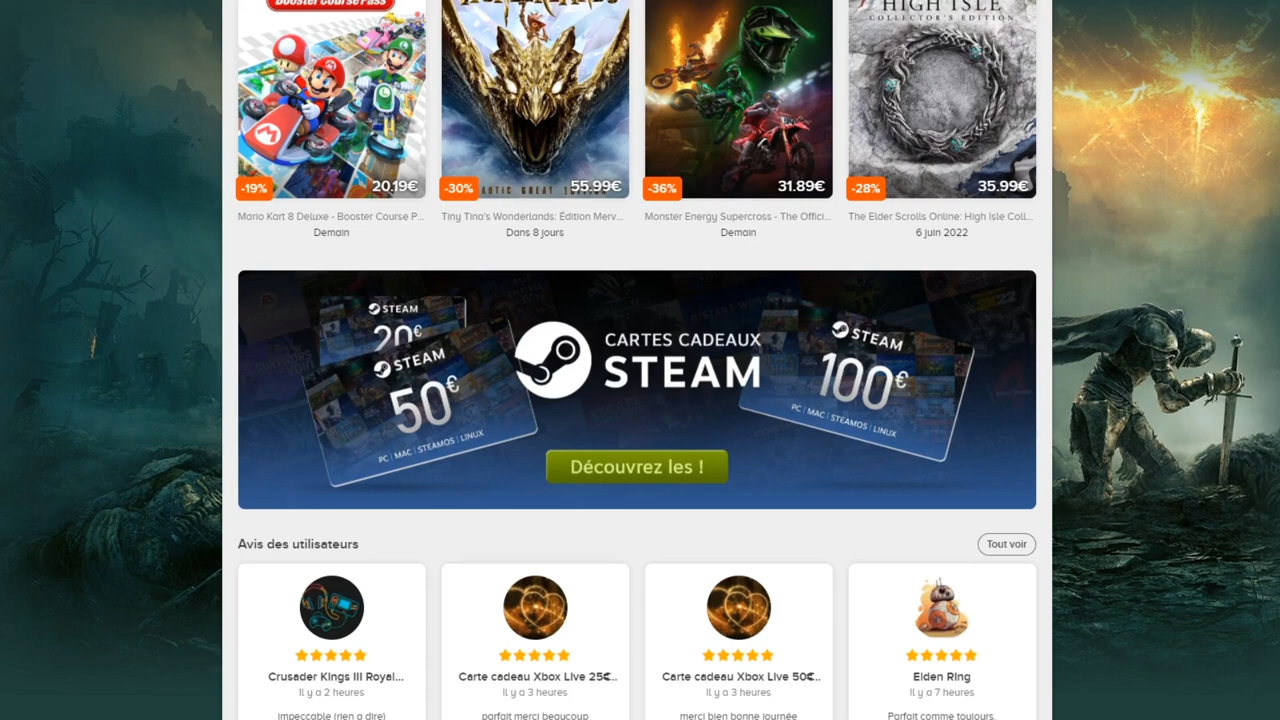 Booster Course Pass
HIGH ISLE
COLLECTOR'S EDITION
-19%
20.19€
-30%
55.99€
-36%
31.89€
-28%
35.99€
Mario Kart 8 Deluxe - Booster Course P...
Demain
Tiny Tina's Wonderlands: Édition Merv...
Dans 8 jours
Monster Energy Supercross - The Offici...
Demain
The Elder Scrolls Online: High Isle Coll...
6 juin 2022
STEAM
20€
STEAM
50€
PC | MAC | STEAMOS | LINUX
CARTES CADEAUX
STEAM
STEAM
100€
PC | MAC | STEAMOS | LINUX
Découvrez les !
Avis des utilisateurs
Tout voir
Crusader Kings III Royal...
Il y a 2 heures
impeccable (rien a dire)
Carte cadeau Xbox Live 25€...
Il y a 3 heures
parfait merci beaucoup
Carte cadeau Xbox Live 50€...
Il y a 3 heures
merci bien bonne journée
Elden Ring
Il y a 7 heures
Parfait comme toujours.